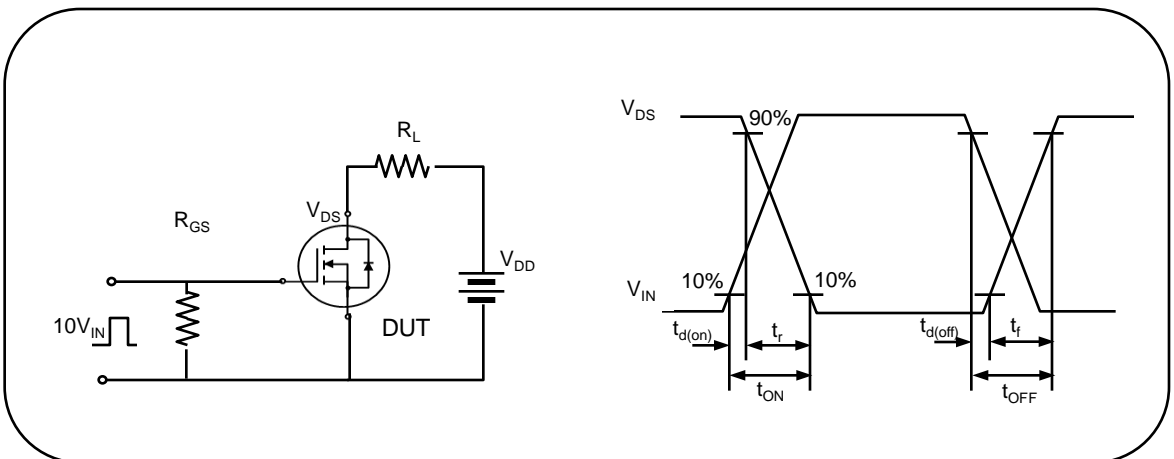 R_L
R_GS
V_DS
V_DD
10V_IN
DUT
V_DS
90%
V_IN
10%
10%
t_d(on)
t_r
t_ON
t_d(off)
t_f
t_OFF